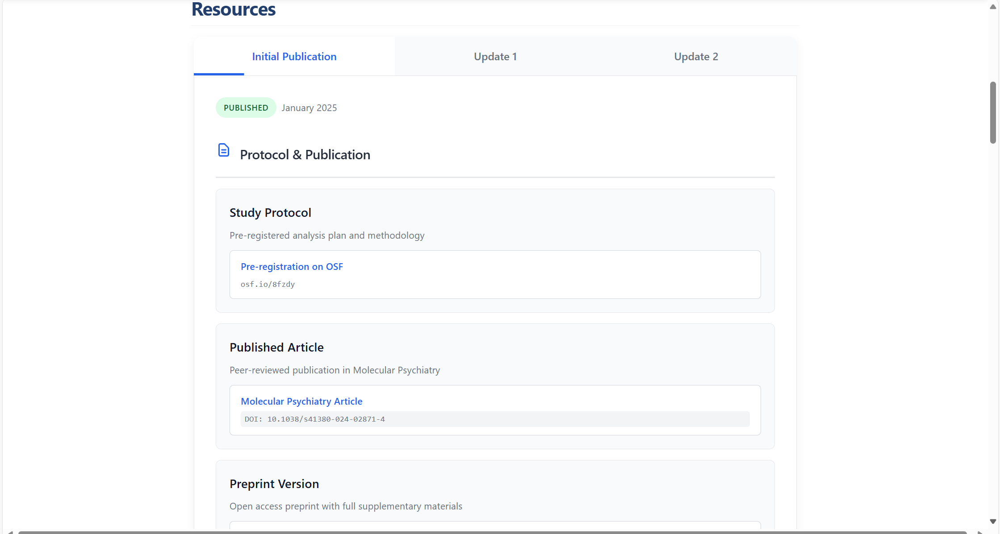 Resources
Initial Publication
Update 1
Update 2
PUBLISHED January 2025
Protocol & Publication
Study Protocol
Pre-registered analysis plan and methodology
Pre-registration on OSF
osf.io/8fzdy
Published Article
Peer-reviewed publication in Molecular Psychiatry
Molecular Psychiatry Article
DOI: 10.1038/s41380-024-02871-4
Preprint Version
Open access preprint with full supplementary materials